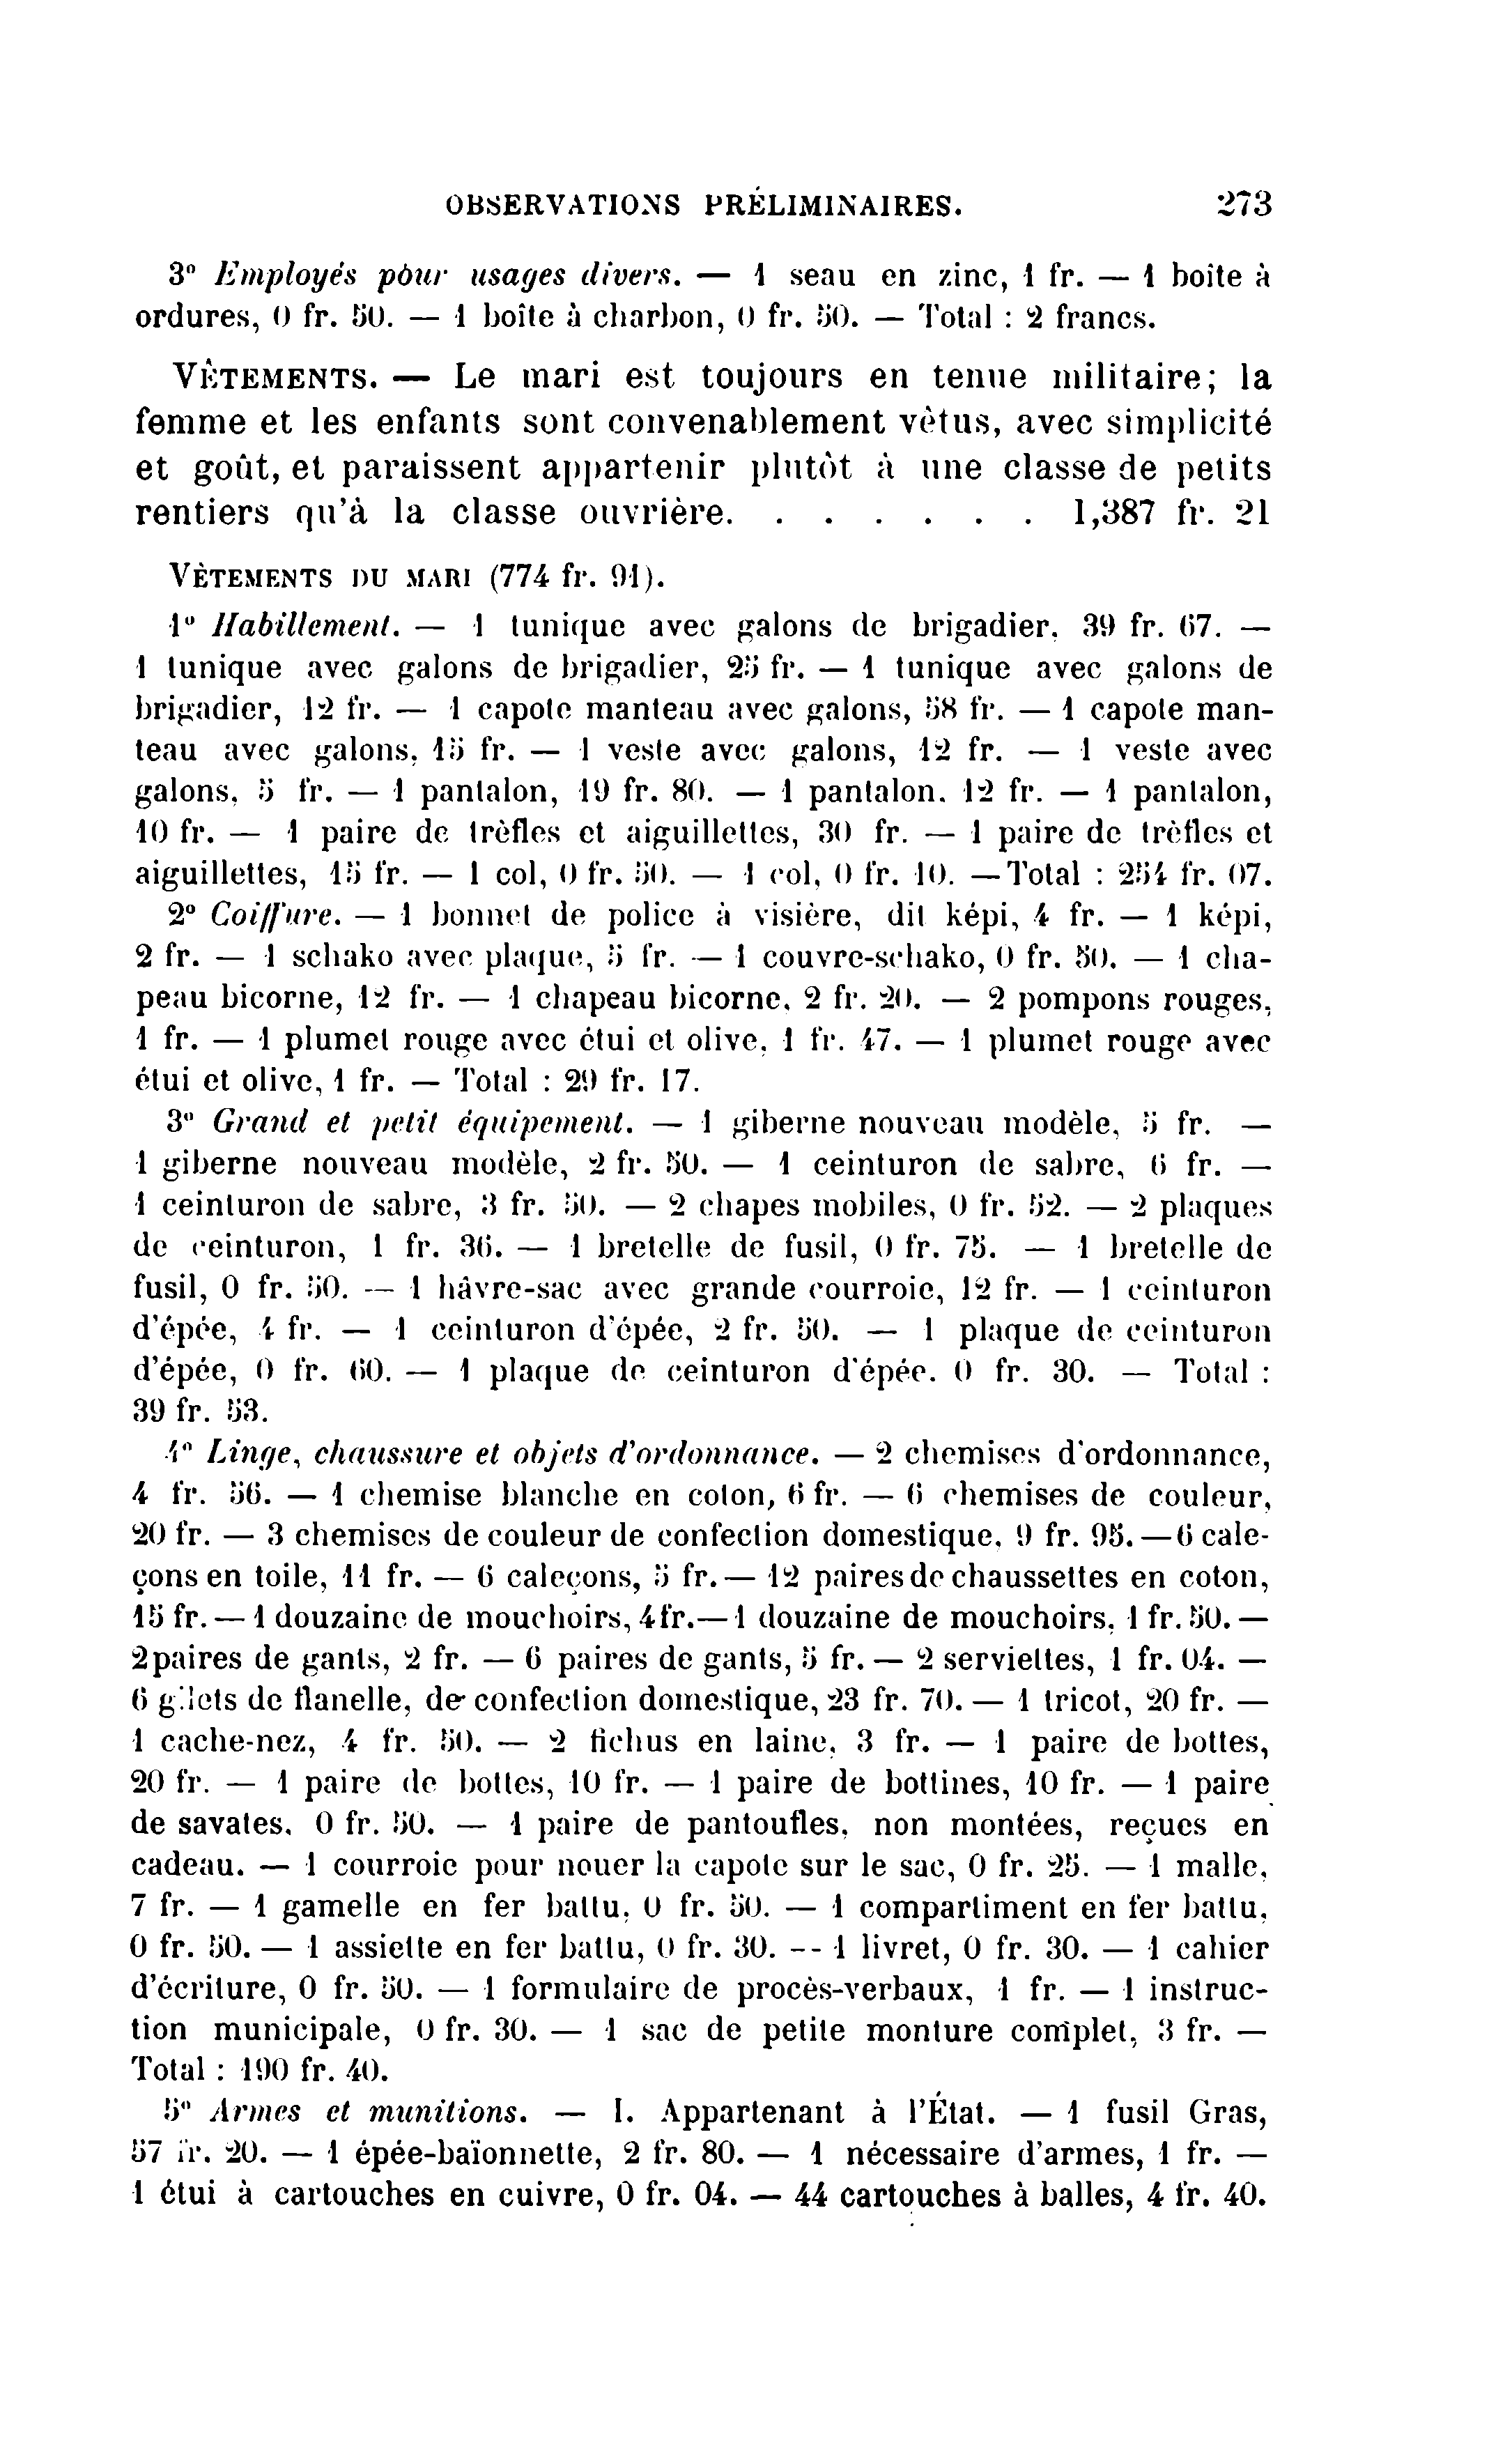 OBSERVATIONS PRÉLIMINAIRES. 273
3° Employés pour usages divers. — 1 seau en zinc, 1 fr. — 1 boîte à
ordures, 0 fr. 50. — 1 boîte à charbon, 0 fr. 50. — Total : 2 francs.
VÊTEMENTS. — Le mari est toujours en tenue militaire; la
femme et les enfants sont convenablement vêtus, avec simplicité
et goût, et paraissent appartenir plutôt à une classe de petits
rentiers qu'à la classe ouvrière. . . . . . . 1,387 fr. 21
VÊTEMENTS DU MARI (774 fr. 91).
1° Habillement. — 1 tunique avec galons de brigadier, 39 fr. 67. —
1 tunique avec galons de brigadier, 25 fr. — 1 tunique avec galons de
brigadier, 12 fr. — 1 capote manteau avec galons, 58 fr. — 1 capote man-
teau avec galons, 15 fr. — 1 veste avec galons, 12 fr. — 1 veste avec
galons, 5 fr. — 1 pantalon, 19 fr. 80. — 1 pantalon, 12 fr. — 1 pantalon,
10 fr. — 1 paire de trèfles et aiguillettes, 30 fr. — 1 paire de trèfles et
aiguillettes, 15 fr. — 1 col, 0 fr. 50. — 1 col, 0 fr. 10. — Total : 254 fr. 07.
2° Coiffure. — 1 bonnet de police à visière, dit képi, 4 fr. — 1 képi,
2 fr. — 1 schako avec plaque, 5 fr. — 1 couvre-schako, 0 fr. 50. — 1 cha-
peau bicorne, 12 fr. — 1 chapeau bicorne, 2 fr. 20. — 2 pompons rouges,
1 fr. — 1 plumet rouge avec étui et olive, 1 fr. 47. — 1 plumet rouge avec
étui et olive, 1 fr. — Total : 29 fr. 17.
3° Grand et petit équipement. — 1 giberne nouveau modèle, 5 fr. —
1 giberne nouveau modèle, 2 fr. 50. — 1 ceinturon de sabre, 6 fr. —
1 ceinturon de sabre, 3 fr. 50. — 2 chapes mobiles, 0 fr. 52. — 2 plaques
de ceinturon, 1 fr. 36. — 1 bretelle de fusil, 0 fr. 75. — 1 bretelle de
fusil, 0 fr. 50. — 1 hâvre-sac avec grande courroie, 12 fr. — 1 ceinturon
d'épée, 4 fr. — 1 ceinturon d'épée, 2 fr. 50. — 1 plaque de ceinturon
d'épée, 0 fr. 60. — 1 plaque de ceinturon d'épée. 0 fr. 30. — Total :
39 fr. 53.
4° Linge, chaussure et objets d'ordonnance. — 2 chemises d'ordonnance,
4 fr. 56. — 1 chemise blanche en coton, 6 fr. — 6 chemises de couleur,
20 fr. — 3 chemises de couleur de confection domestique, 9 fr. 95. — 6 cale-
çons en toile, 11 fr. — 6 caleçons, 5 fr. — 12 paires de chaussettes en coton,
15 fr. — 1 douzaine de mouchoirs, 4 fr. — 1 douzaine de mouchoirs, 1 fr. 50. —
2 paires de gants, 2 fr. — 6 paires de gants, 5 fr. — 2 serviettes, 1 fr. 04. —
6 gilets de flanelle, de confection domestique, 23 fr. 70. — 1 tricot, 20 fr. —
1 cache-nez, 4 fr. 50. — 2 fichus en laine, 3 fr. — 1 paire de bottes,
20 fr. — 1 paire de bottes, 10 fr. — 1 paire de bottines, 10 fr. — 1 paire
de savates, 0 fr. 50. — 1 paire de pantoufles, non montées, reçues en
cadeau. — 1 courroie pour nouer la capote sur le sac, 0 fr. 25. — 1 malle,
7 fr. — 1 gamelle en fer battu, 0 fr. 50. — 1 compartiment en fer battu,
0 fr. 50. — 1 assiette en fer battu, 0 fr. 30. -- 1 livret, 0 fr. 30. — 1 cahier
d'écriture, 0 fr. 50. — 1 formulaire de procès-verbaux, 1 fr. — 1 instruc-
tion municipale, 0 fr. 30. — 1 sac de petite monture complet, 3 fr. —
Total : 190 fr. 40.
5° Armes et munitions. — I. Appartenant à l'État. — 1 fusil Gras,
57 fr. 20. — 1 épée-baïonnette, 2 fr. 80. — 1 nécessaire d'armes, 1 fr. —
1 étui à cartouches en cuivre, 0 fr. 04. — 44 cartouches à balles, 4 fr. 40.